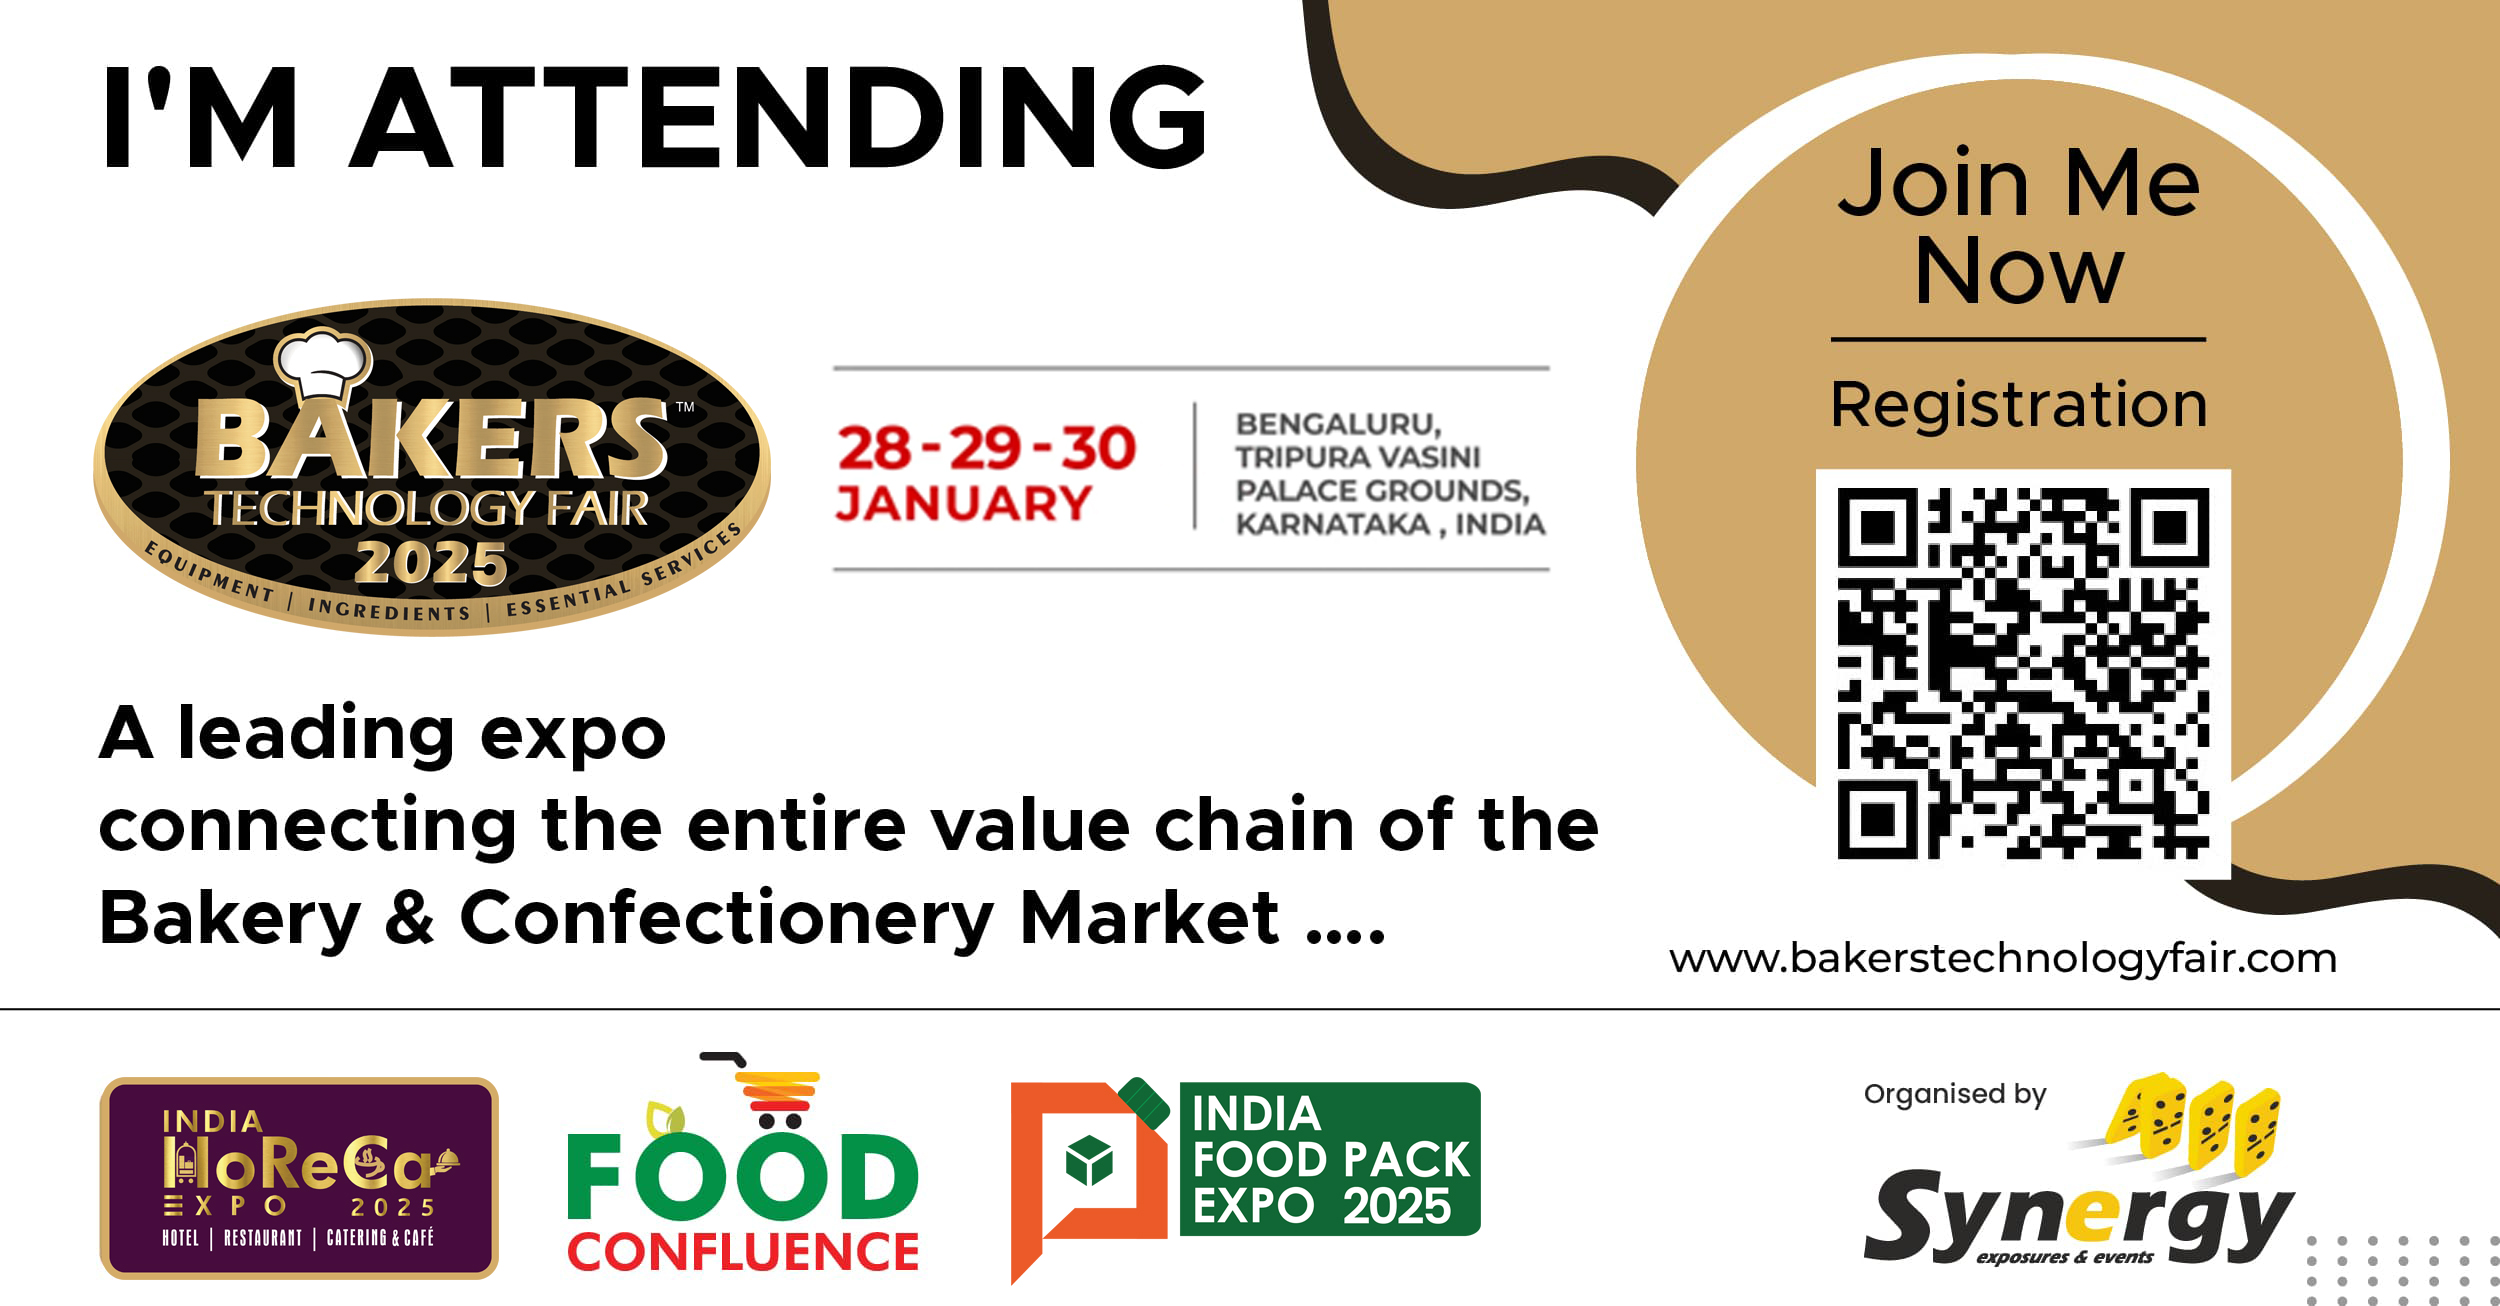 I'M ATTENDING
BAKERS™
TECHNOLOGY FAIR
2025
EQUIPMENT | INGREDIENTS | ESSENTIAL SERVICES
28 - 29 - 30
JANUARY
BENGALURU,
TRIPURA VASINI
PALACE GROUNDS,
KARNATAKA , INDIA
Join Me
Now
Registration
A leading expo
connecting the entire value chain of the
Bakery & Confectionery Market ....
www.bakerstechnologyfair.com
INDIA
HoReCa
EXPO 2025
HOTEL | RESTAURANT | CATERING & CAFÉ
FOOD
CONFLUENCE
INDIA
FOOD PACK
EXPO 2025
Organised by
Synergy
exposures & events